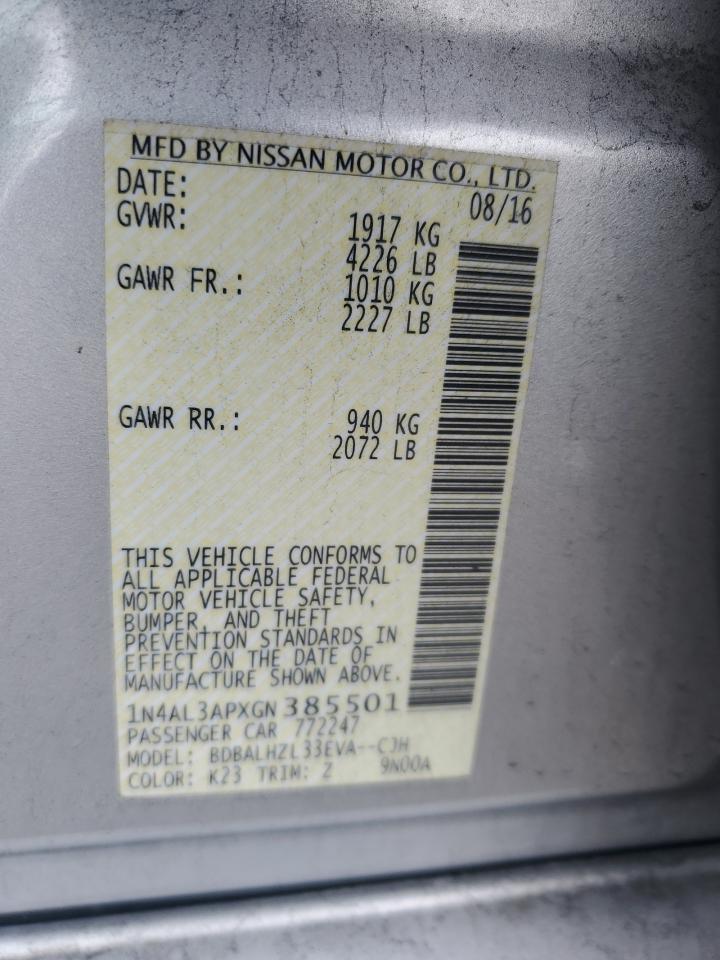 MFD BY NISSAN MOTOR CO., LTD.
DATE: 08/16
GVWR: 1917 KG
4226 LB
GAWR FR.: 1010 KG
2227 LB
GAWR RR.: 940 KG
2072 LB
THIS VEHICLE CONFORMS TO
ALL APPLICABLE FEDERAL
MOTOR VEHICLE SAFETY,
BUMPER, AND THEFT
PREVENTION STANDARDS IN
EFFECT ON THE DATE OF
MANUFACTURE SHOWN ABOVE.
1N4AL3APXGN385501
PASSENGER CAR 772247
MODEL: BDBALHZL33EVA--CJH
COLOR: K23 TRIM: Z 9N00A